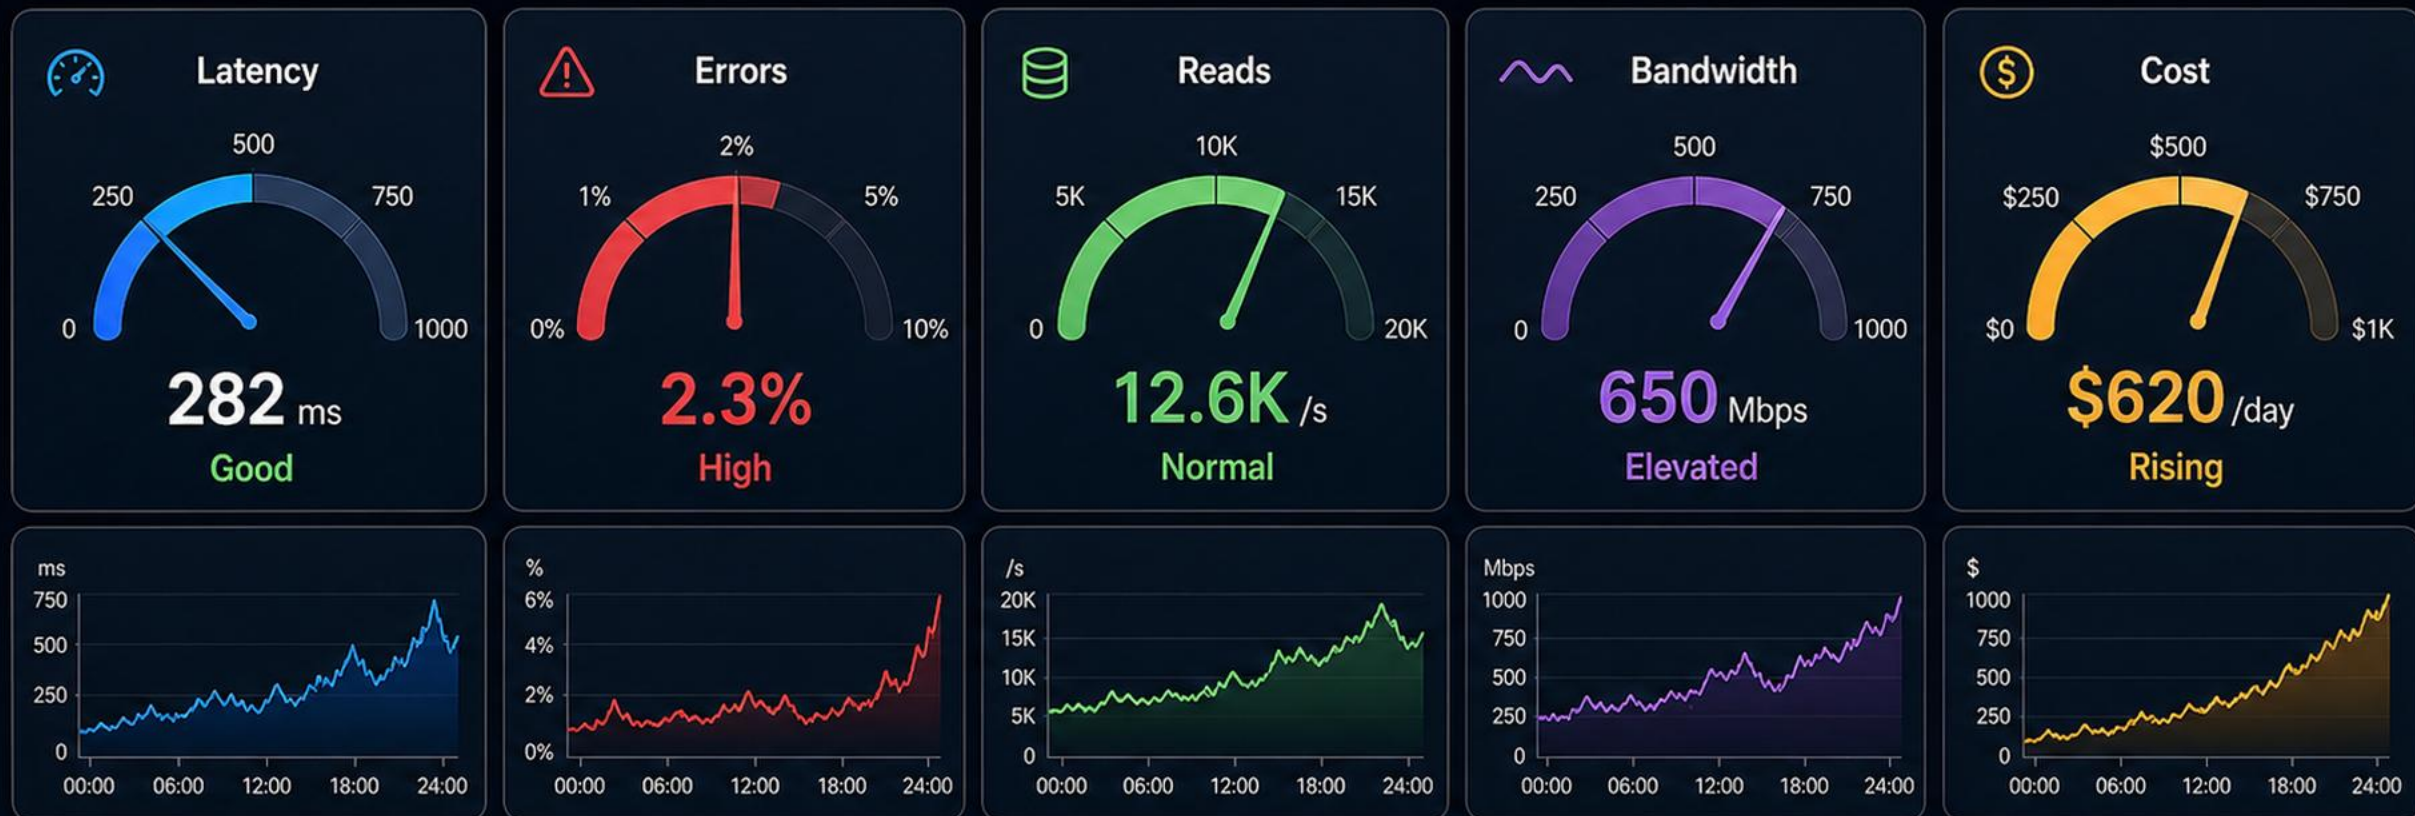 Latency
500
250
750
0
1000
282 ms
Good
Errors
2%
1%
5%
0%
10%
2.3%
High
Reads
10K
5K
15K
0
20K
12.6K /s
Normal
Bandwidth
500
250
750
0
1000
650 Mbps
Elevated
Cost
$500
$250
$750
$0
$1K
$620 /day
Rising
ms
750
500
250
0
00:00 06:00 12:00 18:00 24:00
%
6%
4%
2%
0%
00:00 06:00 12:00 18:00 24:00
/s
20K
15K
10K
5K
0
00:00 06:00 12:00 18:00 24:00
Mbps
1000
750
500
250
0
00:00 06:00 12:00 18:00 24:00
$
1000
750
500
250
0
00:00 06:00 12:00 18:00 24:00